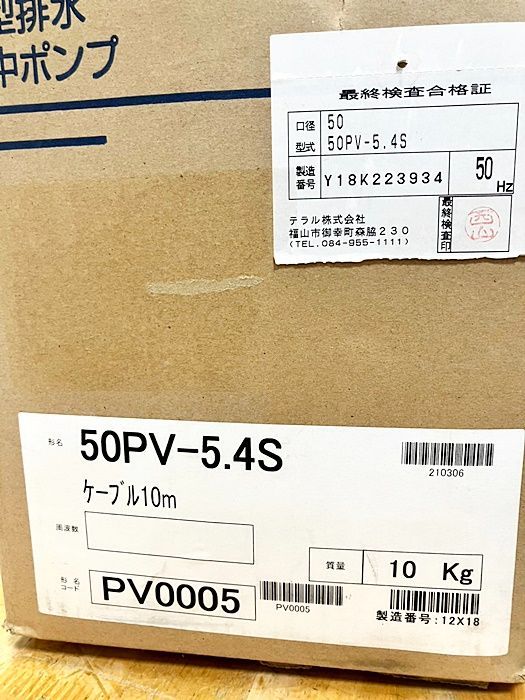 型排水
中ポンプ
最終検査合格証
口径 50
型式 50PV-5.4S
製造番号 Y18K223934 50 Hz
テラル株式会社
福山市御幸町森脇230
(TEL.084-955-1111)
最終検査印 西山
形名 50PV-5.4S
210306
ケーブル10m
周波数
質量 10 Kg
形名コード PV0005
PV0005
製造番号:12X18